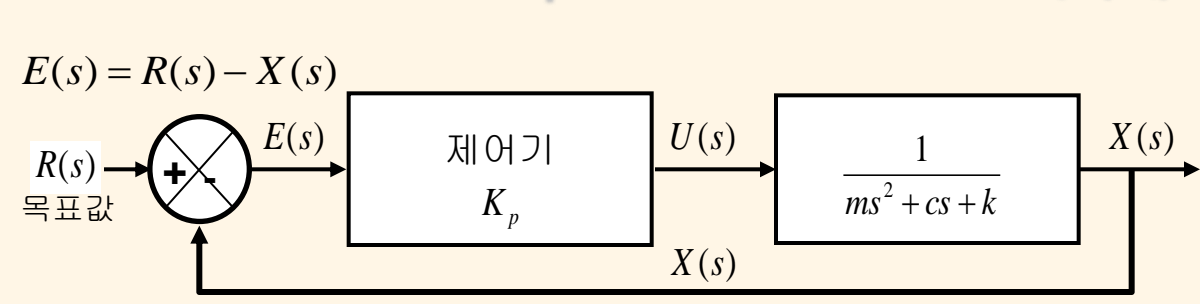 E(s) = R(s) − X(s)
R(s)
목표값
+ -
E(s)
제어기
K_p
U(s)
1
ms² + cs + k
X(s)
X(s)